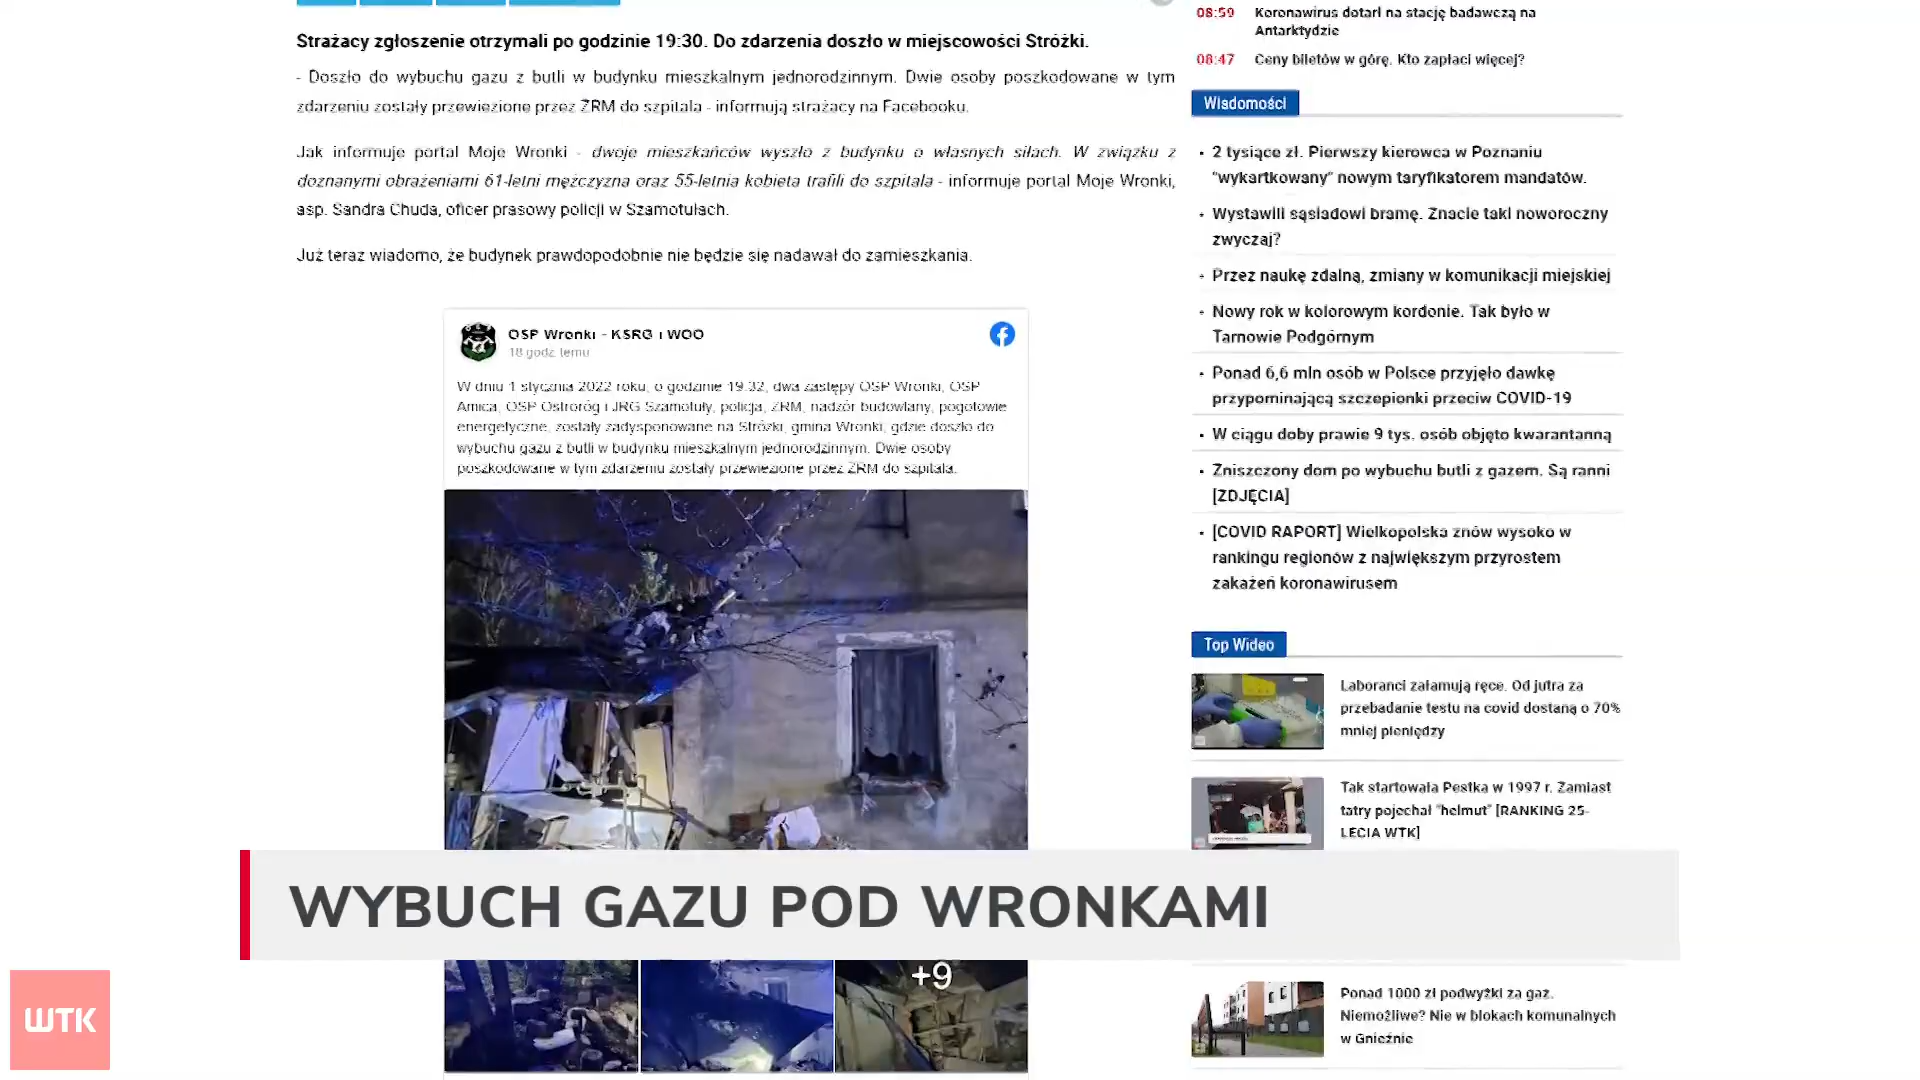 Strażacy zgłoszenie otrzymali po godzinie 19:30. Do zdarzenia doszło w miejscowości Stróżki.
- Doszło do wybuchu gazu z butli w budynku mieszkalnym jednorodzinnym. Dwie osoby poszkodowane w tym
zdarzeniu zostały przewiezione przez ZRM do szpitala - informują strażacy na Facebooku.
Jak informuje portal Moje Wronki - dwoje mieszkańców wyszło z budynku o własnych siłach. W związku z
doznanymi obrażeniami 61-letni mężczyzna oraz 55-letnia kobieta trafili do szpitala - informuje portal Moje Wronki,
asp. Sandra Chuda, oficer prasowy policji w Szamotułach.
Już teraz wiadomo, że budynek prawdopodobnie nie będzie się nadawał do zamieszkania.
OSP Wronki - KSRG i WOO
18 godz. temu
W dniu 1 stycznia 2022 roku, o godzinie 19:32, dwa zastępy OSP Wronki, OSP
Amica, OSP Ostroróg i JRG Szamotuły, policja, ZRM, nadzór budowlany, pogotowie
energetyczne, zostały zadysponowane na Stróżki, gmina Wronki, gdzie doszło do
wybuchu gazu z butli w budynku mieszkalnym jednorodzinnym. Dwie osoby
poszkodowane w tym zdarzeniu zostały przewiezione przez ZRM do szpitala.
+9
08:59 Koronawirus dotarł na stację badawczą na
Antarktydzie
08:47 Ceny biletów w górę. Kto zapłaci więcej?
Wiadomości
2 tysiące zł. Pierwszy kierowca w Poznaniu
"wykartkowany" nowym taryfikatorem mandatów.
Wystawili sąsiadowi bramę. Znacie taki noworoczny
zwyczaj?
Przez naukę zdalną, zmiany w komunikacji miejskiej
Nowy rok w kolorowym kordonie. Tak było w
Tarnowie Podgórnym
Ponad 6,6 mln osób w Polsce przyjęło dawkę
przypominającą szczepionki przeciw COVID-19
W ciągu doby prawie 9 tys. osób objęto kwarantanną
Zniszczony dom po wybuchu butli z gazem. Są ranni
[ZDJĘCIA]
[COVID RAPORT] Wielkopolska znów wysoko w
rankingu regionów z największym przyrostem
zakażeń koronawirusem
Top Wideo
Laboranci załamują ręce. Od jutra za
przebadanie testu na covid dostaną o 70%
mniej pieniędzy
Tak startowała Pestka w 1997 r. Zamiast
tatry pojechał "helmut" [RANKING 25-
LECIA WTK]
Ponad 1000 zł podwyżki za gaz.
Niemożliwe? Nie w blokach komunalnych
w Gnieźnie
WYBUCH GAZU POD WRONKAMI
WTK